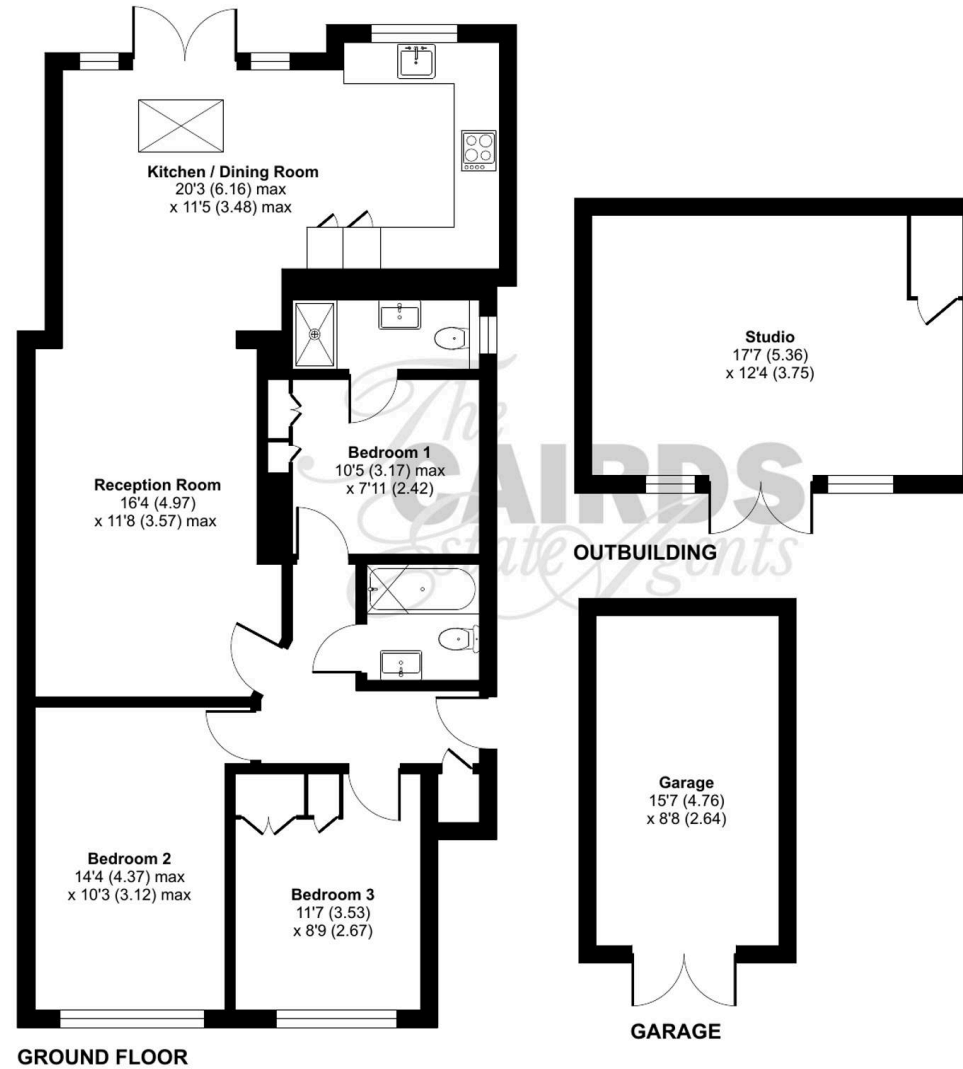 Kitchen / Dining Room
20'3 (6.16) max
x 11'5 (3.48) max
Studio
17'7 (5.36)
x 12'4 (3.75)
The
CAIRDS
Estate Agents
Bedroom 1
10'5 (3.17) max
x 7'11 (2.42)
Reception Room
16'4 (4.97)
x 11'8 (3.57) max
OUTBUILDING
Garage
15'7 (4.76)
x 8'8 (2.64)
Bedroom 2
14'4 (4.37) max
x 10'3 (3.12) max
Bedroom 3
11'7 (3.53)
x 8'9 (2.67)
GARAGE
GROUND FLOOR